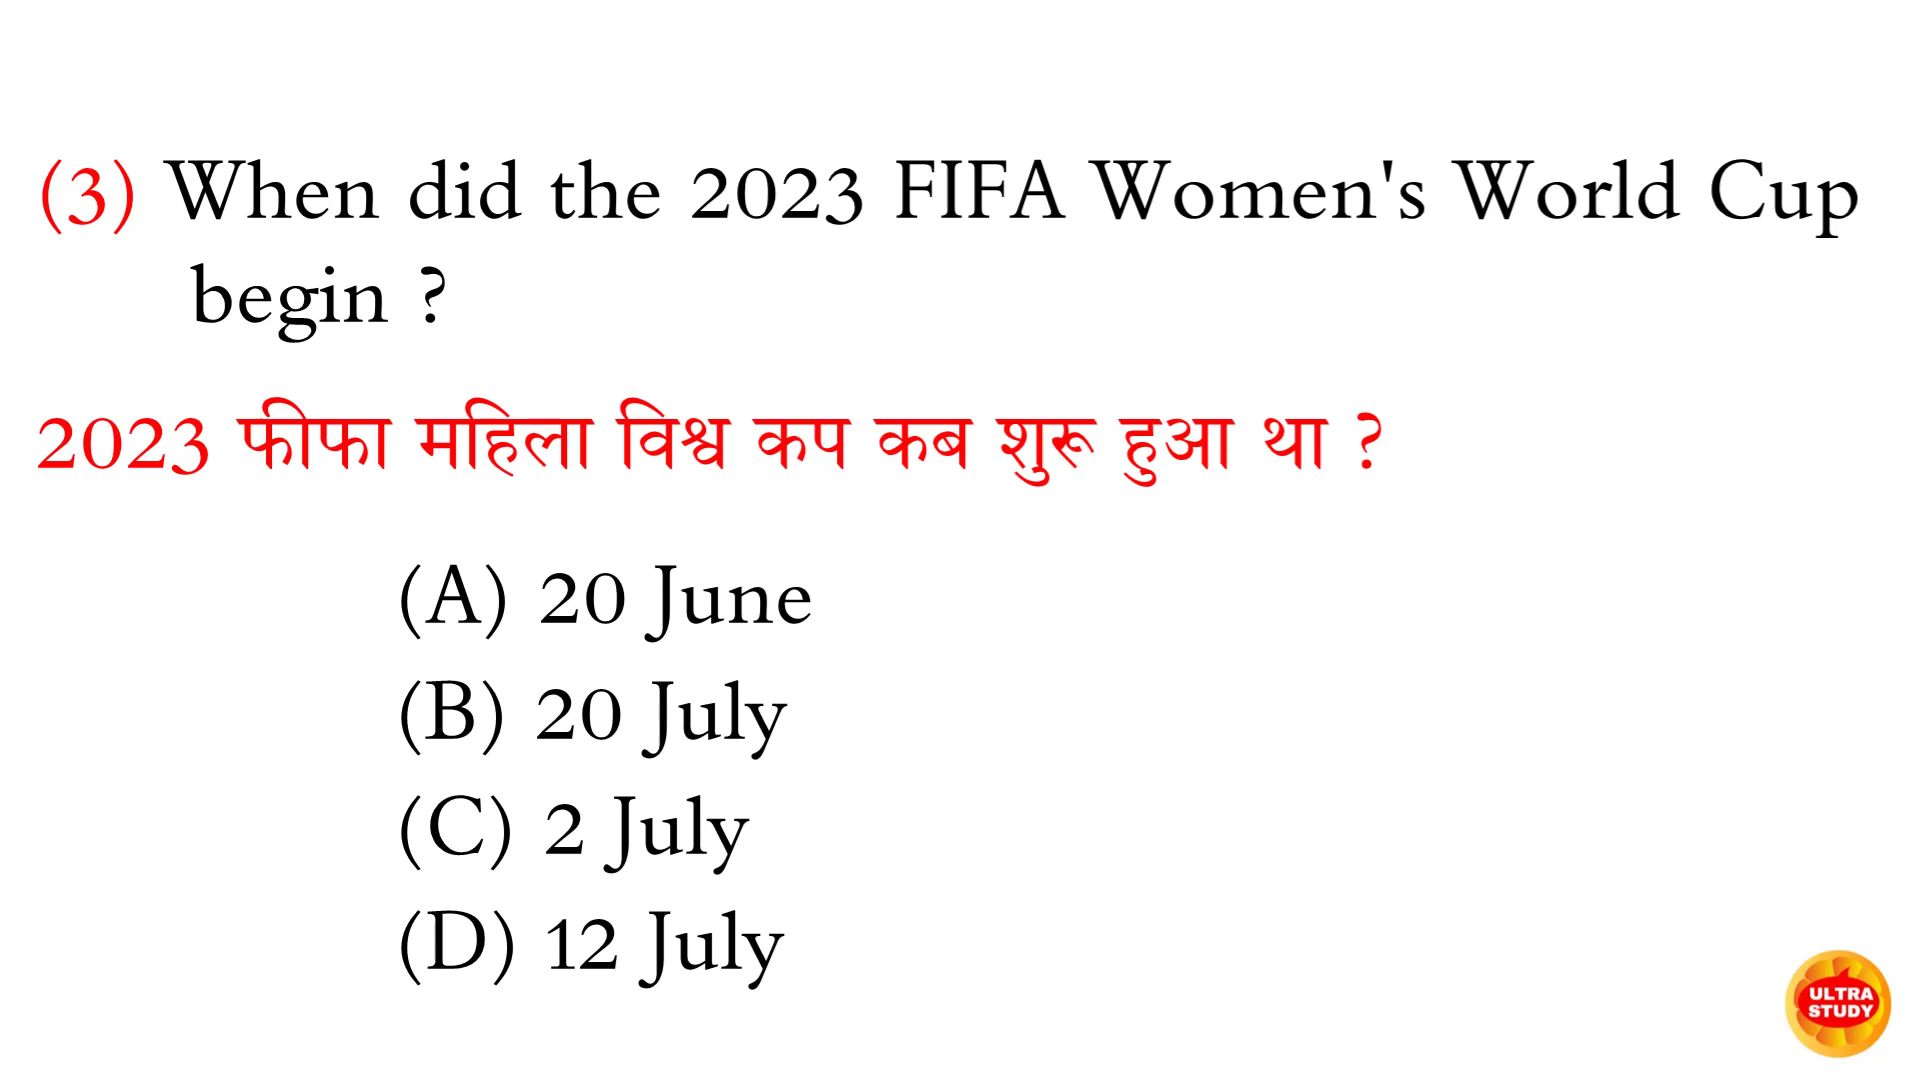 (3) When did the 2023 FIFA Women's World Cup
begin ?
2023 फीफा महिला विश्व कप कब शुरू हुआ था ?
(A) 20 June
(B) 20 July
(C) 2 July
(D) 12 July
ULTRA
STUDY